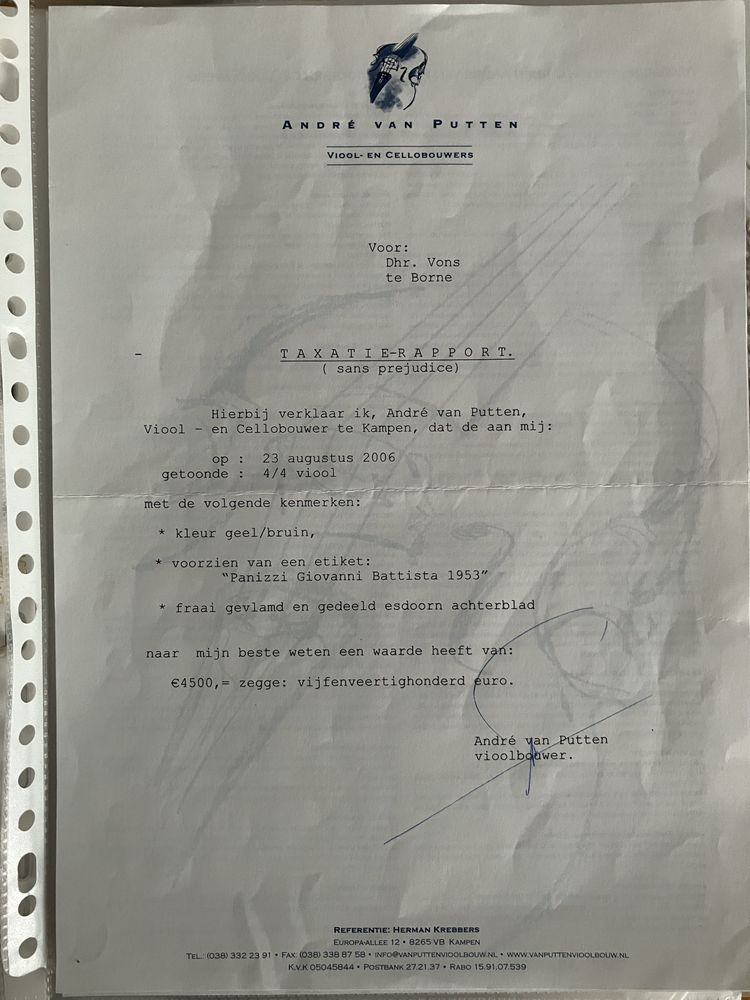 ANDRÉ VAN PUTTEN
VIOOL- EN CELLOBOUWERS
Voor:
Dhr. Vons
te Borne
– T A X A T I E-R A P P O R T.
( sans prejudice)
Hierbij verklaar ik, André van Putten,
Viool – en Cellobouwer te Kampen, dat de aan mij:
op : 23 augustus 2006
getoonde : 4/4 viool
met de volgende kenmerken:
* kleur geel/bruin,
* voorzien van een etiket:
“Panizzi Giovanni Battista 1953”
* fraai gevlamd en gedeeld esdoorn achterblad
naar mijn beste weten een waarde heeft van:
€4500,= zegge: vijfenveertighonderd euro.
André van Putten
vioolbouwer.
REFERENTIE: HERMAN KREBBERS
EUROPA-ALLEE 12 • 8265 VB KAMPEN
TEL.: (038) 332 23 91 • FAX: (038) 338 87 58 • INFO@VANPUTTENVIOOLBOUW.NL • WWW.VANPUTTENVIOOLBOUW.NL
K.V.K 05045844 • POSTBANK 27.21.37 • RABO 15.91.07.539